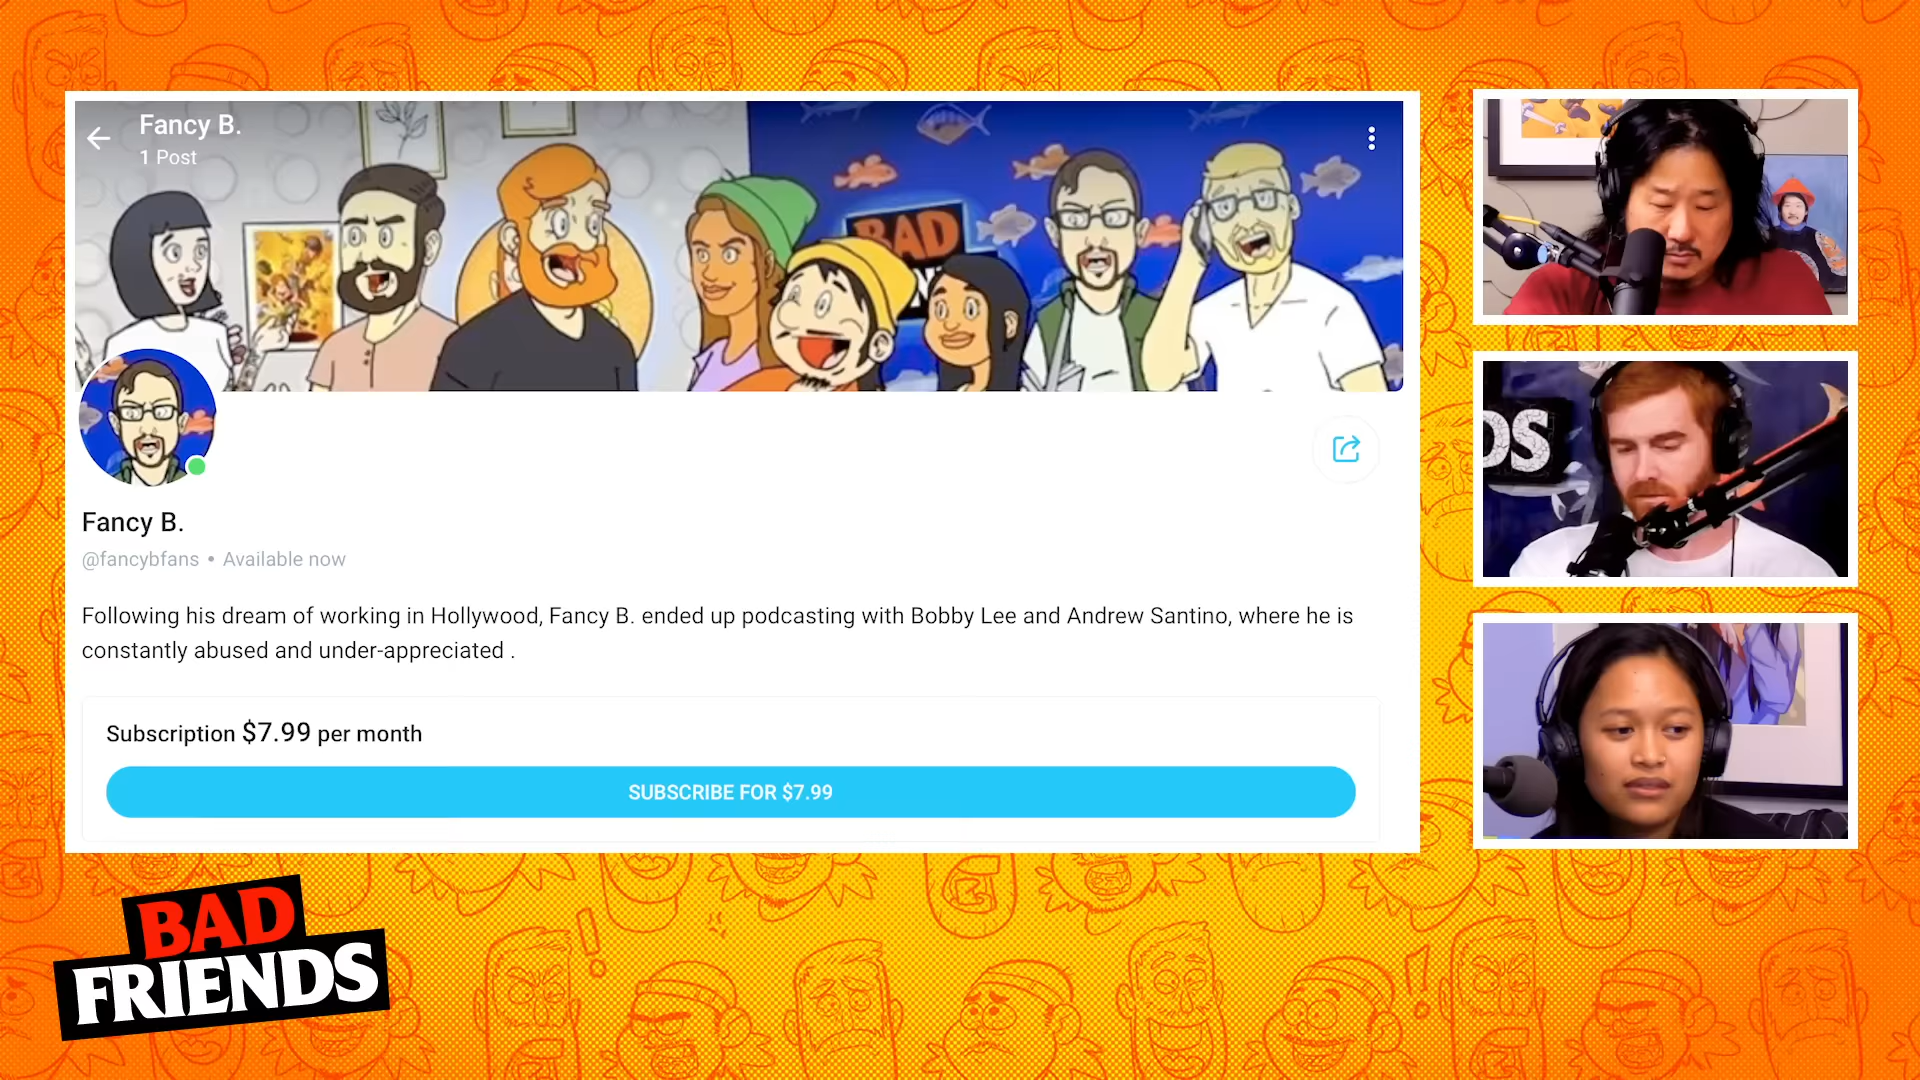 Fancy B.
1 Post
BAD
Fancy B.
@fancybfans • Available now
Following his dream of working in Hollywood, Fancy B. ended up podcasting with Bobby Lee and Andrew Santino, where he is
constantly abused and under-appreciated .
Subscription $7.99 per month
SUBSCRIBE FOR $7.99
DS
BAD
FRIENDS